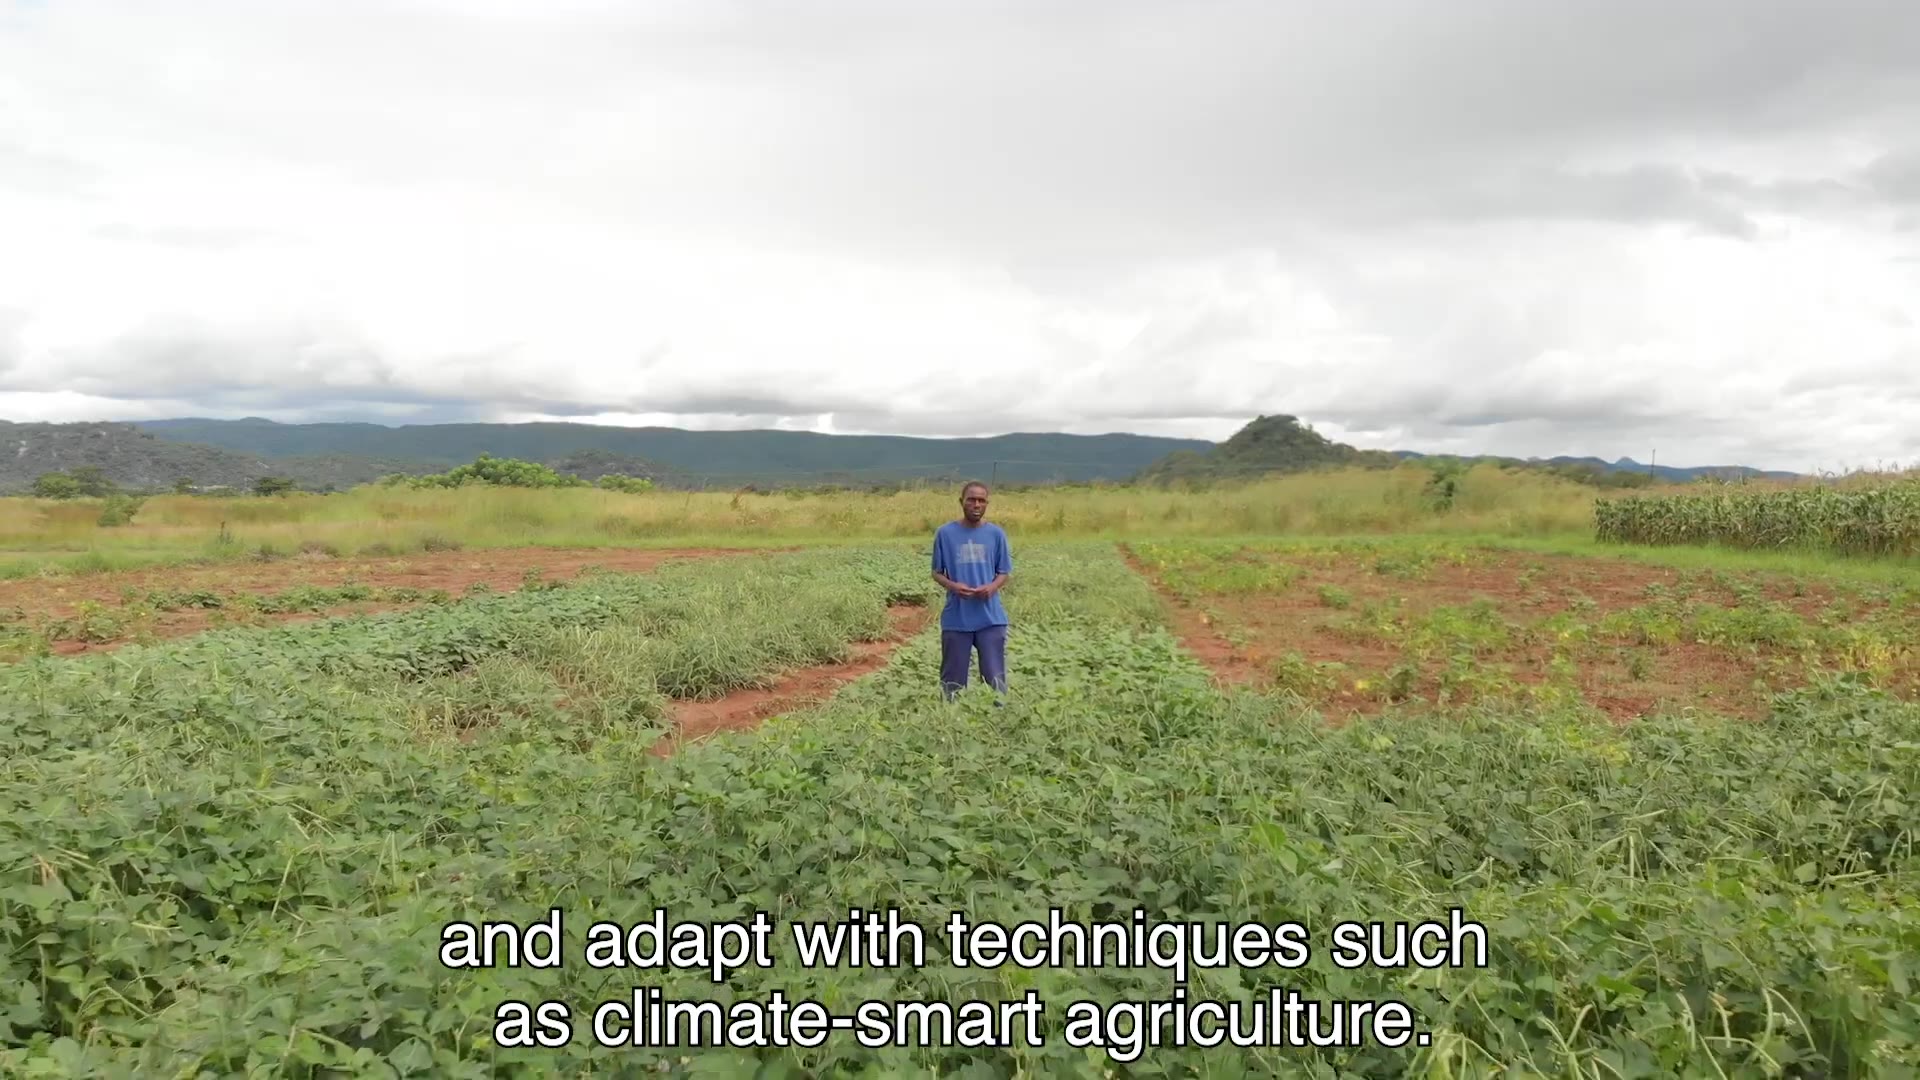 and adapt with techniques such
as climate-smart agriculture.